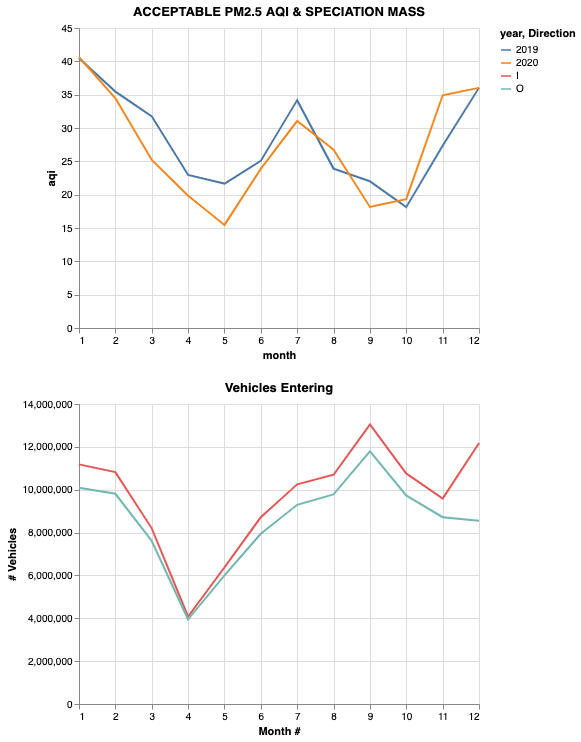 ACCEPTABLE PM2.5 AQI & SPECIATION MASS
year, Direction
2019
2020
I
O
45
40
35
30
25
20
15
10
5
0
aqi
1 2 3 4 5 6 7 8 9 10 11 12
month
Vehicles Entering
14,000,000
12,000,000
10,000,000
8,000,000
6,000,000
4,000,000
2,000,000
0
# Vehicles
1 2 3 4 5 6 7 8 9 10 11 12
Month #